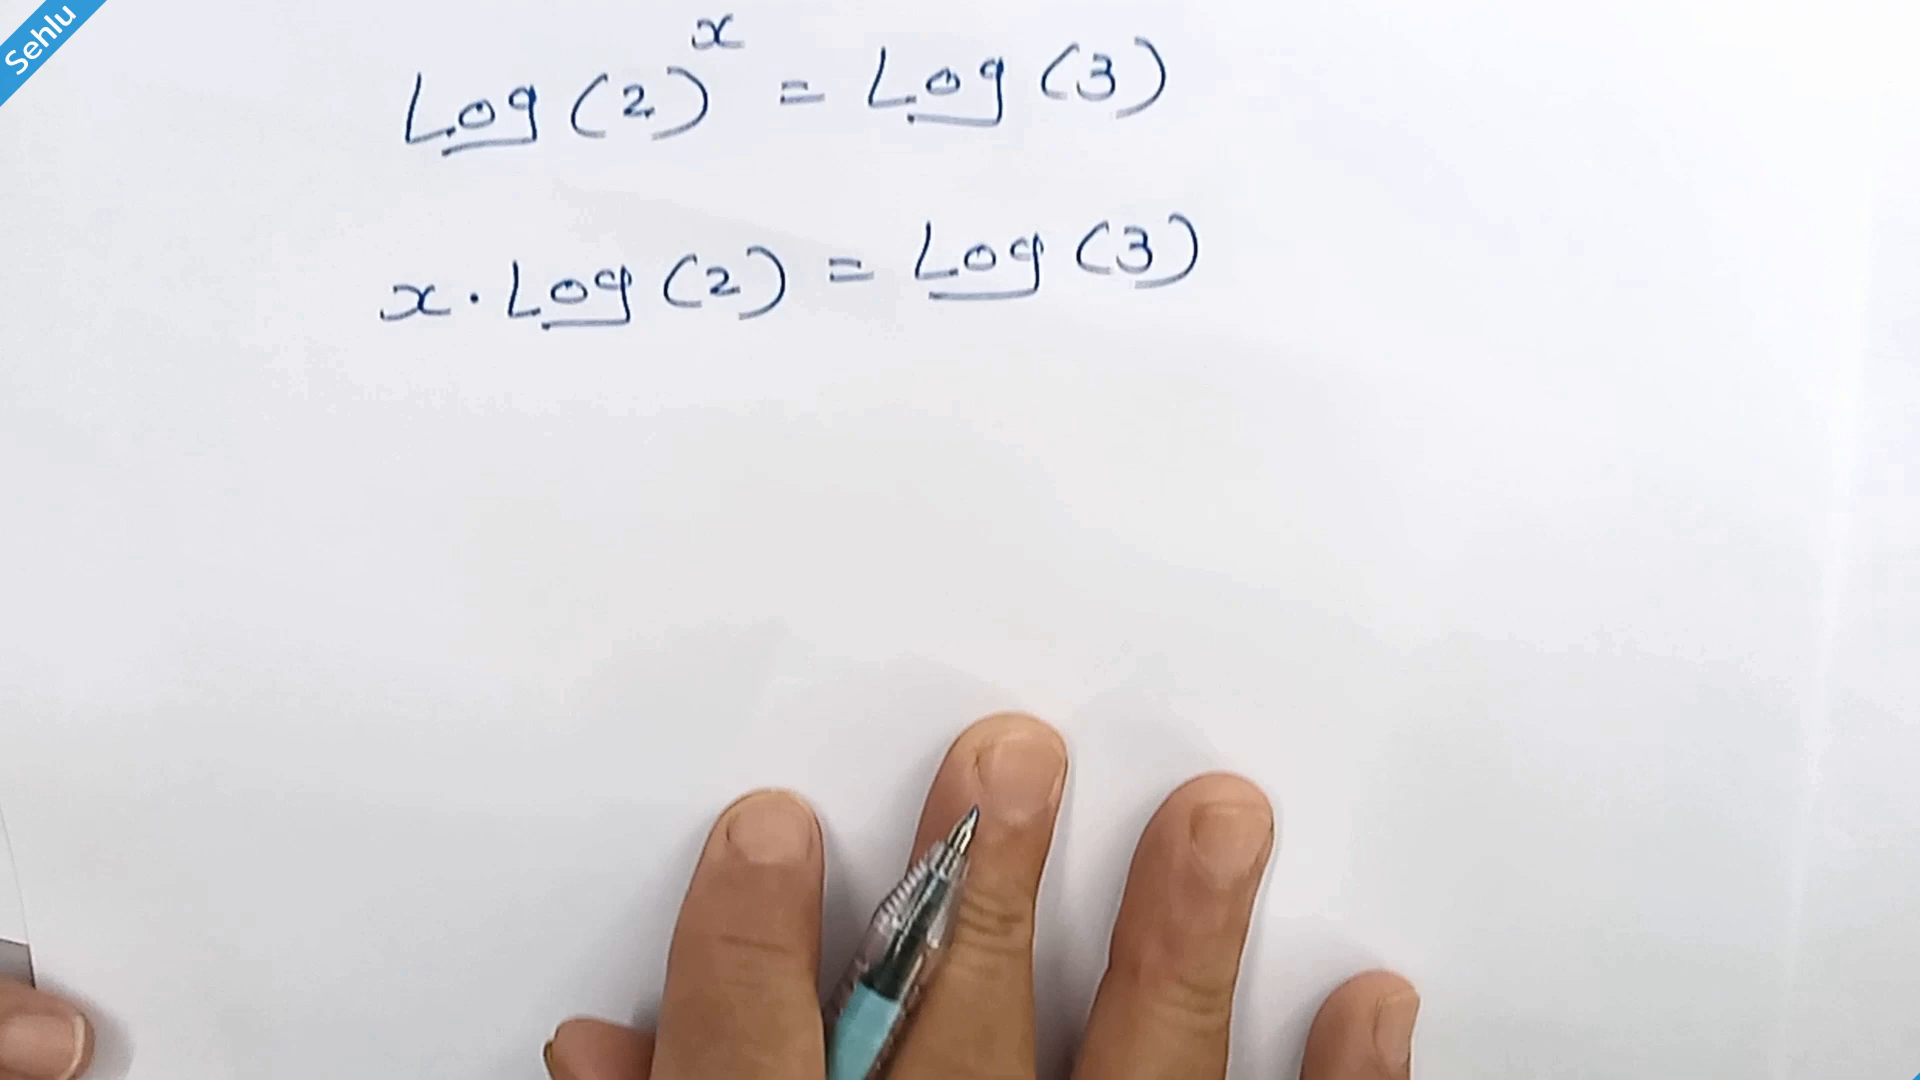 Sehlu
Log (2)^x = Log (3)
x . Log (2) = Log (3)